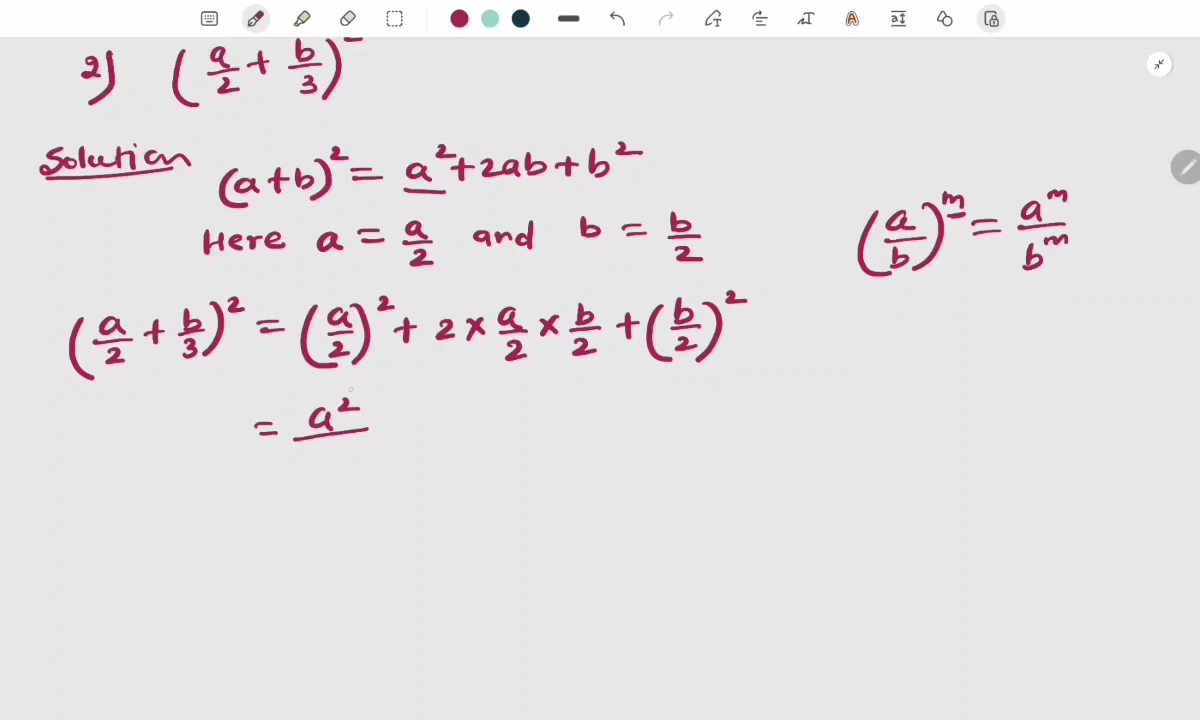 2) (a/2 + b/3)²
Solution (a+b)² = a² + 2ab + b²
Here a = a/2 and b = b/2
(a/b)^m = a^m/b^m
(a/2 + b/3)² = (a/2)² + 2 × a/2 × b/2 + (b/2)²
= a²